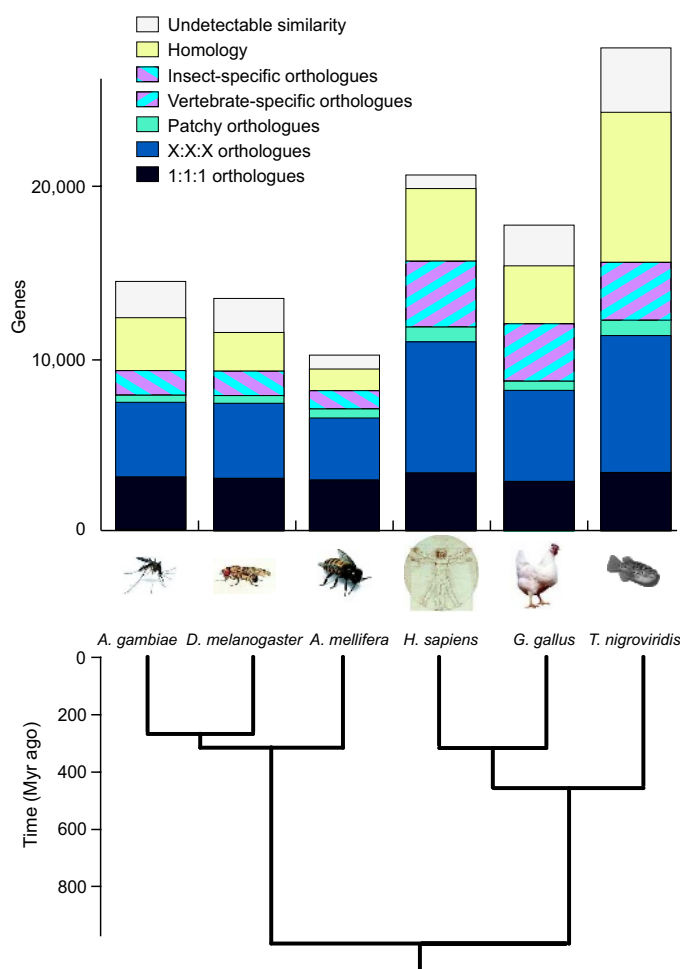 Undetectable similarity
Homology
Insect-specific orthologues
Vertebrate-specific orthologues
Patchy orthologues
X:X:X orthologues
1:1:1 orthologues
20,000
Genes
10,000
0
A. gambiae D. melanogaster A. mellifera H. sapiens G. gallus T. nigroviridis
0
200
400
Time (Myr ago)
600
800